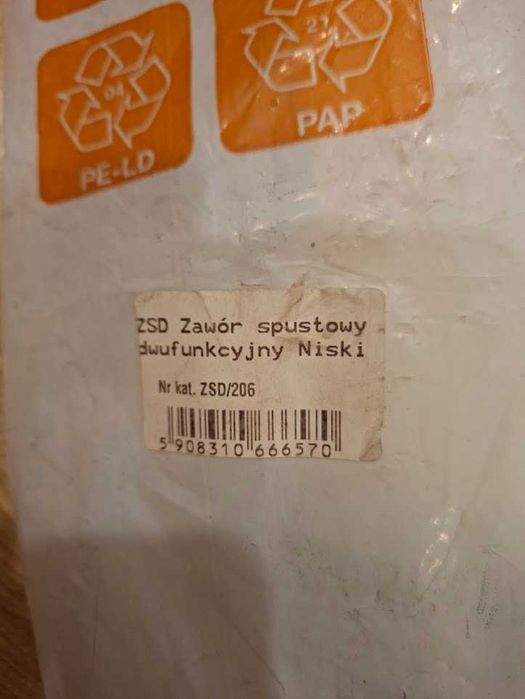 04
PE-LD
21
PAP
ZSD Zawór spustowy
dwufunkcyjny Niski
Nr kat. ZSD/206
5 908310 666570